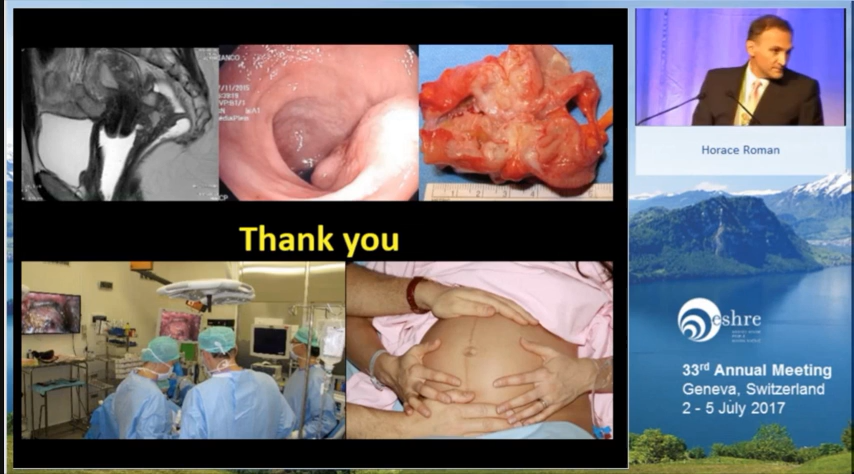 Thank you
Horace Roman
eshre
33rd Annual Meeting
Geneva, Switzerland
2 - 5 July 2017